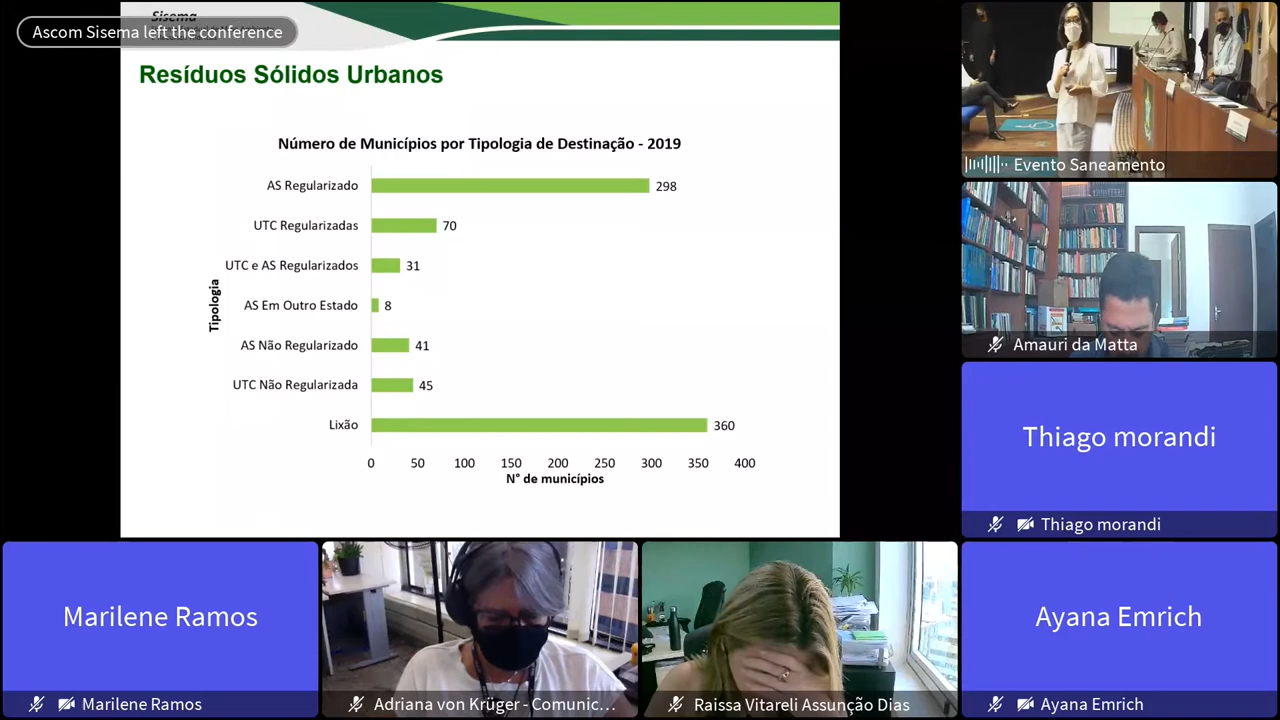 Sisema
Ascom Sisema left the conference
Resíduos Sólidos Urbanos
Número de Municípios por Tipologia de Destinação - 2019
Tipologia
AS Regularizado 298
UTC Regularizadas 70
UTC e AS Regularizados 31
AS Em Outro Estado 8
AS Não Regularizado 41
UTC Não Regularizada 45
Lixão 360
0 50 100 150 200 250 300 350 400
N° de municípios
Evento Saneamento
Amauri da Matta
Thiago morandi
Thiago morandi
Marilene Ramos
Marilene Ramos
Adriana von Krüger - Comunic...
Raissa Vitareli Assunção Dias
Ayana Emrich
Ayana Emrich